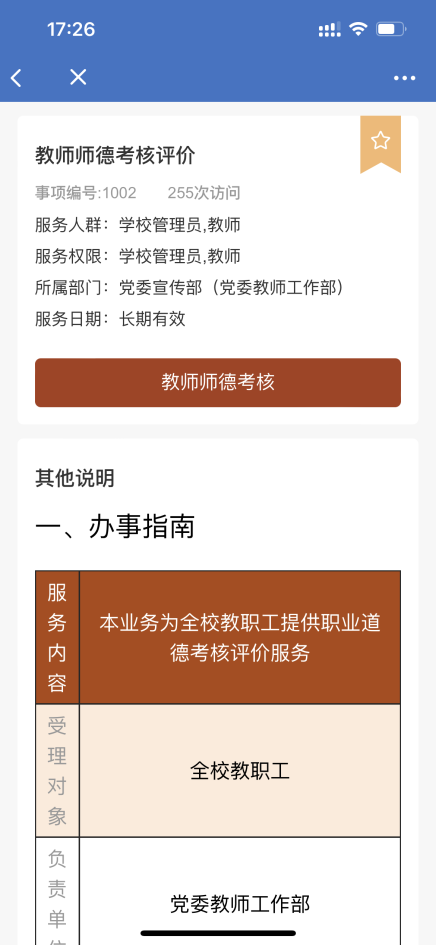 17:26
教师师德考核评价
事项编号:1002 255次访问
服务人群：学校管理员,教师
服务权限：学校管理员,教师
所属部门：党委宣传部（党委教师工作部）
服务日期：长期有效
教师师德考核
其他说明
一、办事指南
服务内容
本业务为全校教职工提供职业道
德考核评价服务
受理对象
全校教职工
负责单
党委教师工作部